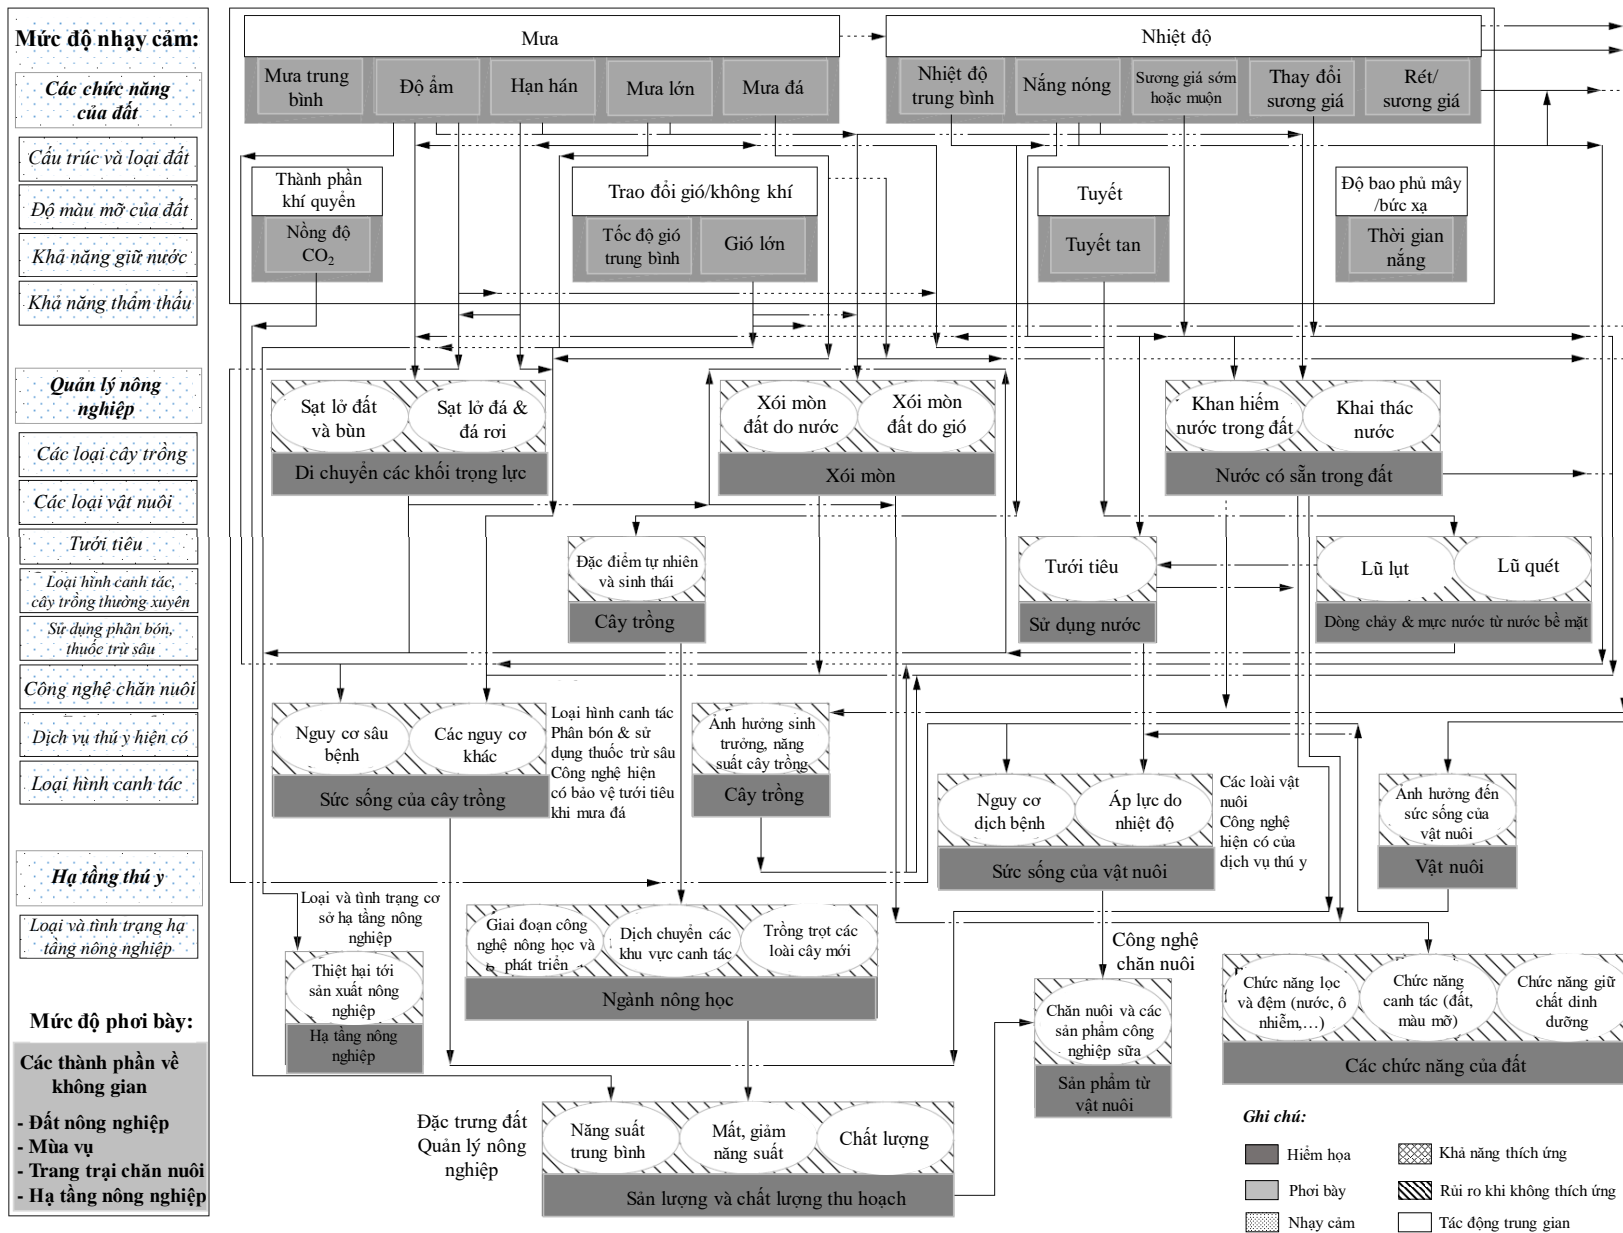 Mức độ nhạy cảm:
Các chức năng
của đất
Cấu trúc và loại đất
Độ màu mỡ của đất
Khả năng giữ nước
Khả năng thẩm thấu
Quản lý nông
nghiệp
Các loại cây trồng
Các loại vật nuôi
Tưới tiêu
Loại hình canh tác,
cây trồng thường xuyên
Sử dụng phân bón,
thuốc trừ sâu
Công nghệ chăn nuôi
Dịch vụ thú y hiện có
Loại hình canh tác
Hạ tầng thú y
Loại và tình trạng hạ
tầng nông nghiệp
Mức độ phơi bày:
Các thành phần về
không gian
- Đất nông nghiệp
- Mùa vụ
- Trang trại chăn nuôi
- Hạ tầng nông nghiệp
Mưa
Mưa trung
bình
Độ ẩm
Hạn hán
Mưa lớn
Mưa đá
Nhiệt độ
Nhiệt độ
trung bình
Nắng nóng
Sương giá sớm
hoặc muộn
Thay đổi
sương giá
Rét/
sương giá
Thành phần
khí quyển
Nồng độ
CO₂
Trao đổi gió/không khí
Tốc độ gió
trung bình
Gió lớn
Tuyết
Tuyết tan
Độ bao phủ mây
/bức xạ
Thời gian
nắng
Sạt lở đất
và bùn
Sạt lở đá &
đá rơi
Di chuyển các khối trọng lực
Xói mòn
đất do nước
Xói mòn
đất do gió
Xói mòn
Khan hiếm
nước trong đất
Khai thác
nước
Nước có sẵn trong đất
Đặc điểm tự nhiên
và sinh thái
Cây trồng
Tưới tiêu
Sử dụng nước
Lũ lụt
Lũ quét
Dòng chảy & mực nước từ nước bề mặt
Nguy cơ sâu
bệnh
Các nguy cơ
khác
Sức sống của cây trồng
Loại hình canh tác
Phân bón & sử
dụng thuốc trừ sâu
Công nghệ hiện
có bảo vệ tưới tiêu
khi mưa đá
Ảnh hưởng sinh
trưởng, năng
suất cây trồng
Cây trồng
Nguy cơ
dịch bệnh
Áp lực do
nhiệt độ
Sức sống của vật nuôi
Các loài vật
nuôi
Công nghệ
hiện có của
dịch vụ thú y
Ảnh hưởng đến
sức sống của
vật nuôi
Vật nuôi
Loại và tình trạng cơ
sở hạ tầng nông
nghiệp
Thiệt hại tới
sản xuất nông
nghiệp
Hạ tầng nông
nghiệp
Giai đoạn công
nghệ nông học và
phát triển
Dịch chuyển các
khu vực canh tác
Trồng trọt các
loài cây mới
Ngành nông học
Công nghệ
chăn nuôi
Chăn nuôi và các
sản phẩm công
nghiệp sữa
Sản phẩm từ
vật nuôi
Chức năng lọc
và đệm (nước, ô
nhiễm,…)
Chức năng
canh tác (đất,
màu mỡ)
Chức năng giữ
chất dinh
dưỡng
Các chức năng của đất
Đặc trưng đất
Quản lý nông
nghiệp
Năng suất
trung bình
Mất, giảm
năng suất
Chất lượng
Sản lượng và chất lượng thu hoạch
Ghi chú:
Hiểm họa
Khả năng thích ứng
Phơi bày
Rủi ro khi không thích ứng
Nhạy cảm
Tác động trung gian